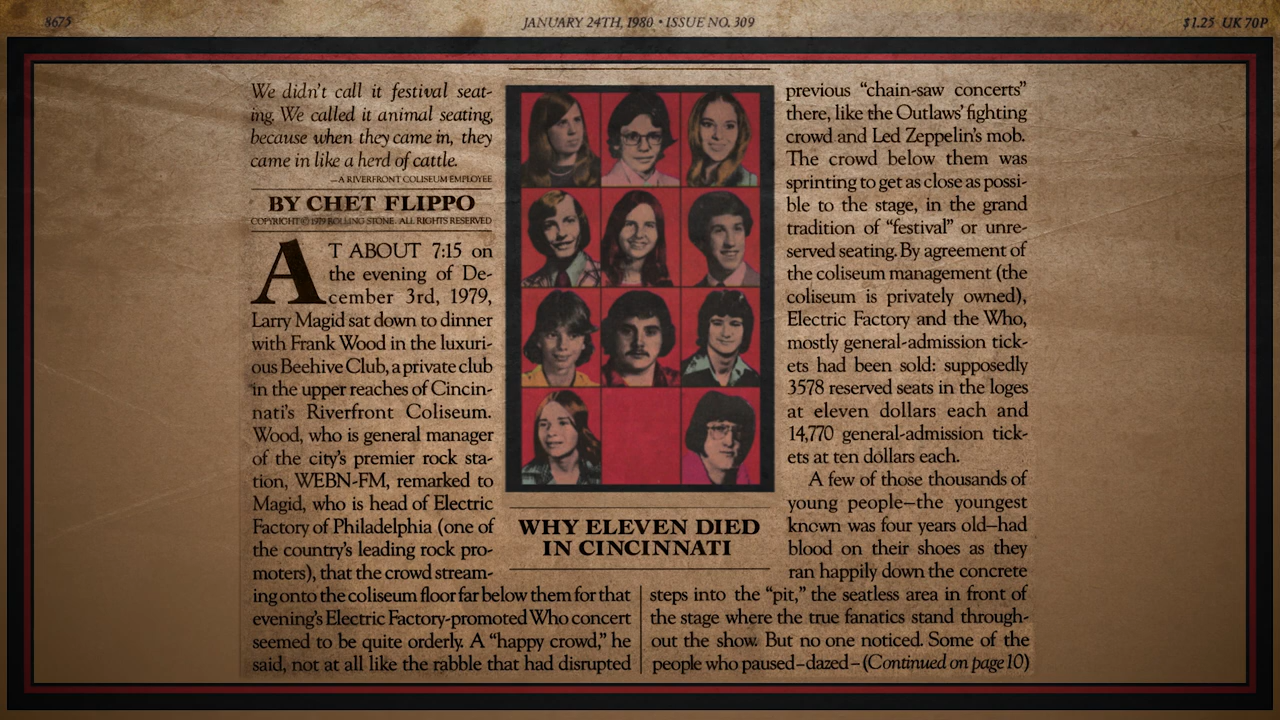 8675
JANUARY 24TH, 1980 • ISSUE NO. 309
$1.25 UK 70P
We didn't call it festival seat-
ing. We called it animal seating,
because when they came in, they
came in like a herd of cattle.
—A RIVERFRONT COLISEUM EMPLOYEE
BY CHET FLIPPO
COPYRIGHT © 1979 ROLLING STONE. ALL RIGHTS RESERVED
AT ABOUT 7:15 on
the evening of De-
cember 3rd, 1979,
Larry Magid sat down to dinner
with Frank Wood in the luxuri-
ous Beehive Club, a private club
in the upper reaches of Cincin-
nati's Riverfront Coliseum.
Wood, who is general manager
of the city's premier rock sta-
tion, WEBN-FM, remarked to
Magid, who is head of Electric
Factory of Philadelphia (one of
the country's leading rock pro-
moters), that the crowd stream-
ing onto the coliseum floor far below them for that
evening's Electric Factory-promoted Who concert
seemed to be quite orderly. A “happy crowd,” he
said, not at all like the rabble that had disrupted
WHY ELEVEN DIED
IN CINCINNATI
previous “chain-saw concerts”
there, like the Outlaws' fighting
crowd and Led Zeppelin's mob.
The crowd below them was
sprinting to get as close as possi-
ble to the stage, in the grand
tradition of “festival” or unre-
served seating. By agreement of
the coliseum management (the
coliseum is privately owned),
Electric Factory and the Who,
mostly general-admission tick-
ets had been sold: supposedly
3578 reserved seats in the loges
at eleven dollars each and
14,770 general-admission tick-
ets at ten dollars each.
A few of those thousands of
young people—the youngest
known was four years old—had
blood on their shoes as they
ran happily down the concrete
steps into the “pit,” the seatless area in front of
the stage where the true fanatics stand through-
out the show. But no one noticed. Some of the
people who paused–dazed–(Continued on page 10)